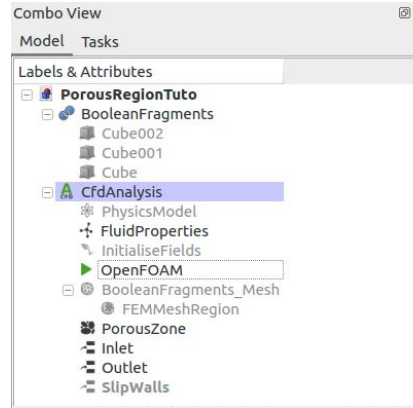 Combo View
Model Tasks
Labels & Attributes
PorousRegionTuto
BooleanFragments
Cube002
Cube001
Cube
CfdAnalysis
PhysicsModel
FluidProperties
InitialiseFields
OpenFOAM
BooleanFragments_Mesh
FEMMeshRegion
PorousZone
Inlet
Outlet
SlipWalls